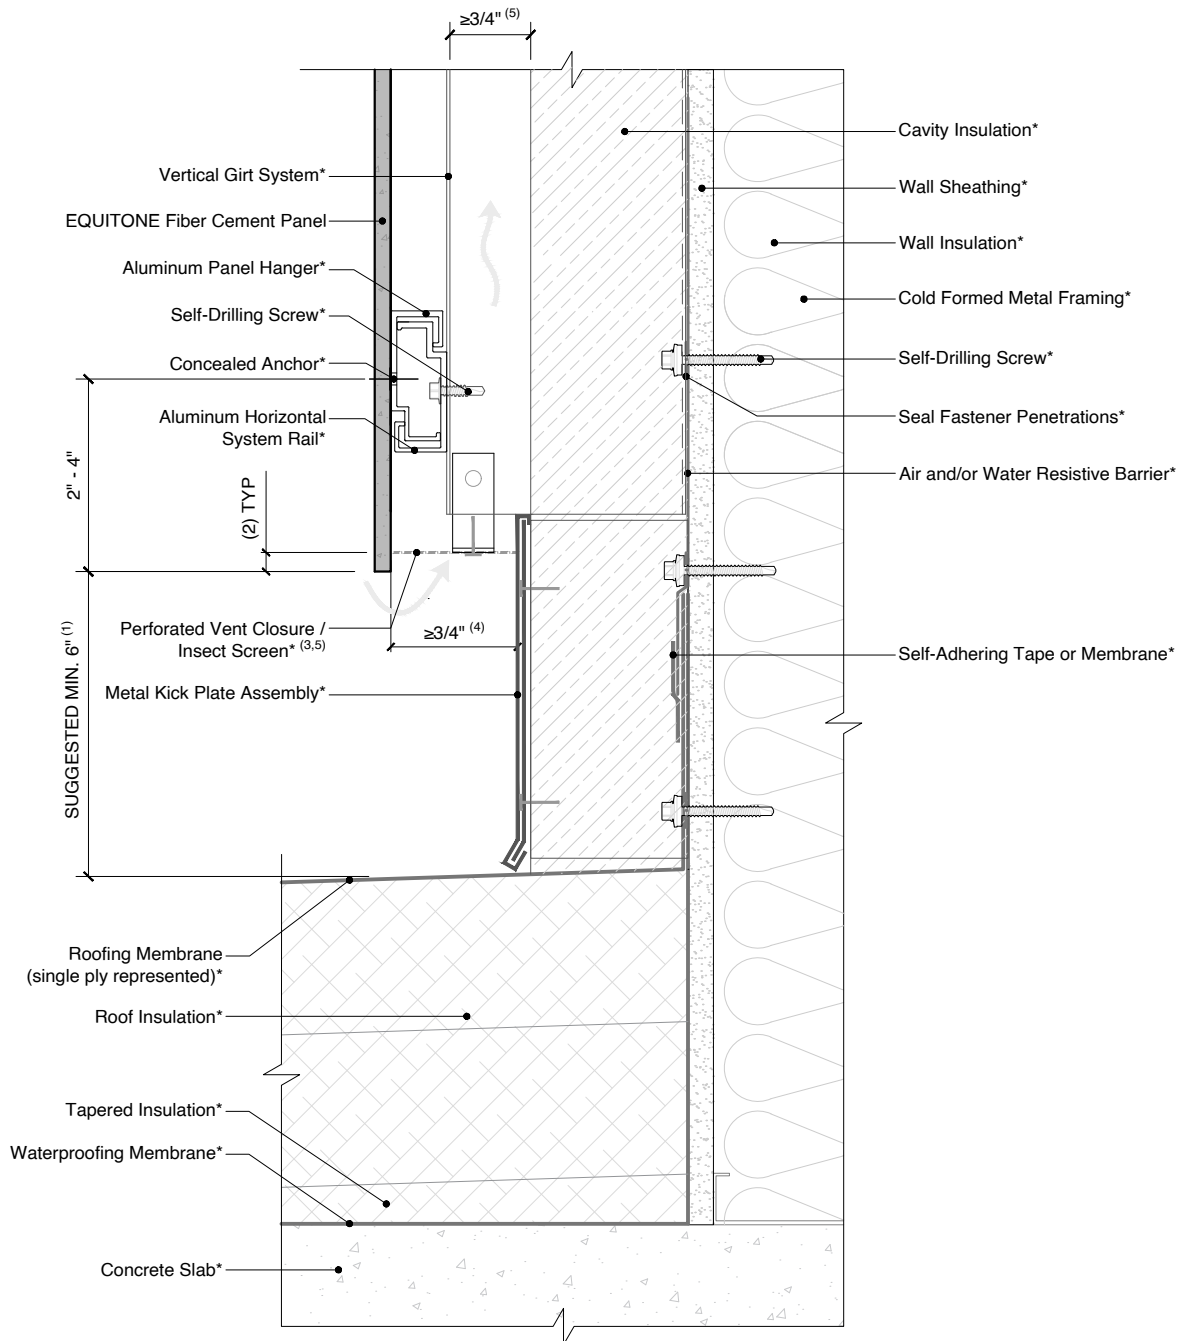 ≥3/4" (5)
Vertical Girt System*
EQUITONE Fiber Cement Panel
Aluminum Panel Hanger*
Self-Drilling Screw*
Concealed Anchor*
Aluminum Horizontal
System Rail*
2" - 4"
(2) TYP
Perforated Vent Closure /
Insect Screen* (3,5)
≥3/4" (4)
Metal Kick Plate Assembly*
SUGGESTED MIN. 6" (1)
Roofing Membrane
(single ply represented)*
Roof Insulation*
Tapered Insulation*
Waterproofing Membrane*
Concrete Slab*
Cavity Insulation*
Wall Sheathing*
Wall Insulation*
Cold Formed Metal Framing*
Self-Drilling Screw*
Seal Fastener Penetrations*
Air and/or Water Resistive Barrier*
Self-Adhering Tape or Membrane*